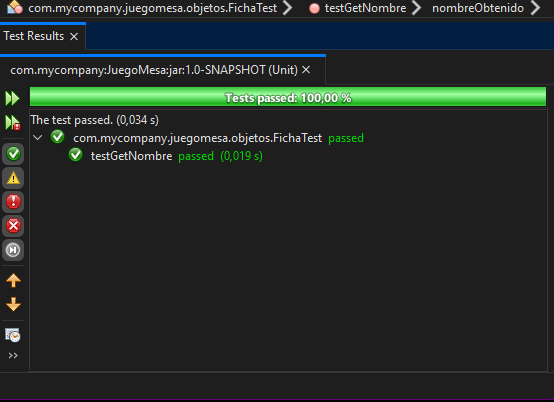 com.mycompany.juegomesa.objetos.FichaTest testGetNombre nombreObtenido
Test Results
com.mycompany:JuegoMesa:jar:1.0-SNAPSHOT (Unit)
Tests passed: 100,00 %
The test passed. (0,034 s)
com.mycompany.juegomesa.objetos.FichaTest passed
testGetNombre passed (0,019 s)